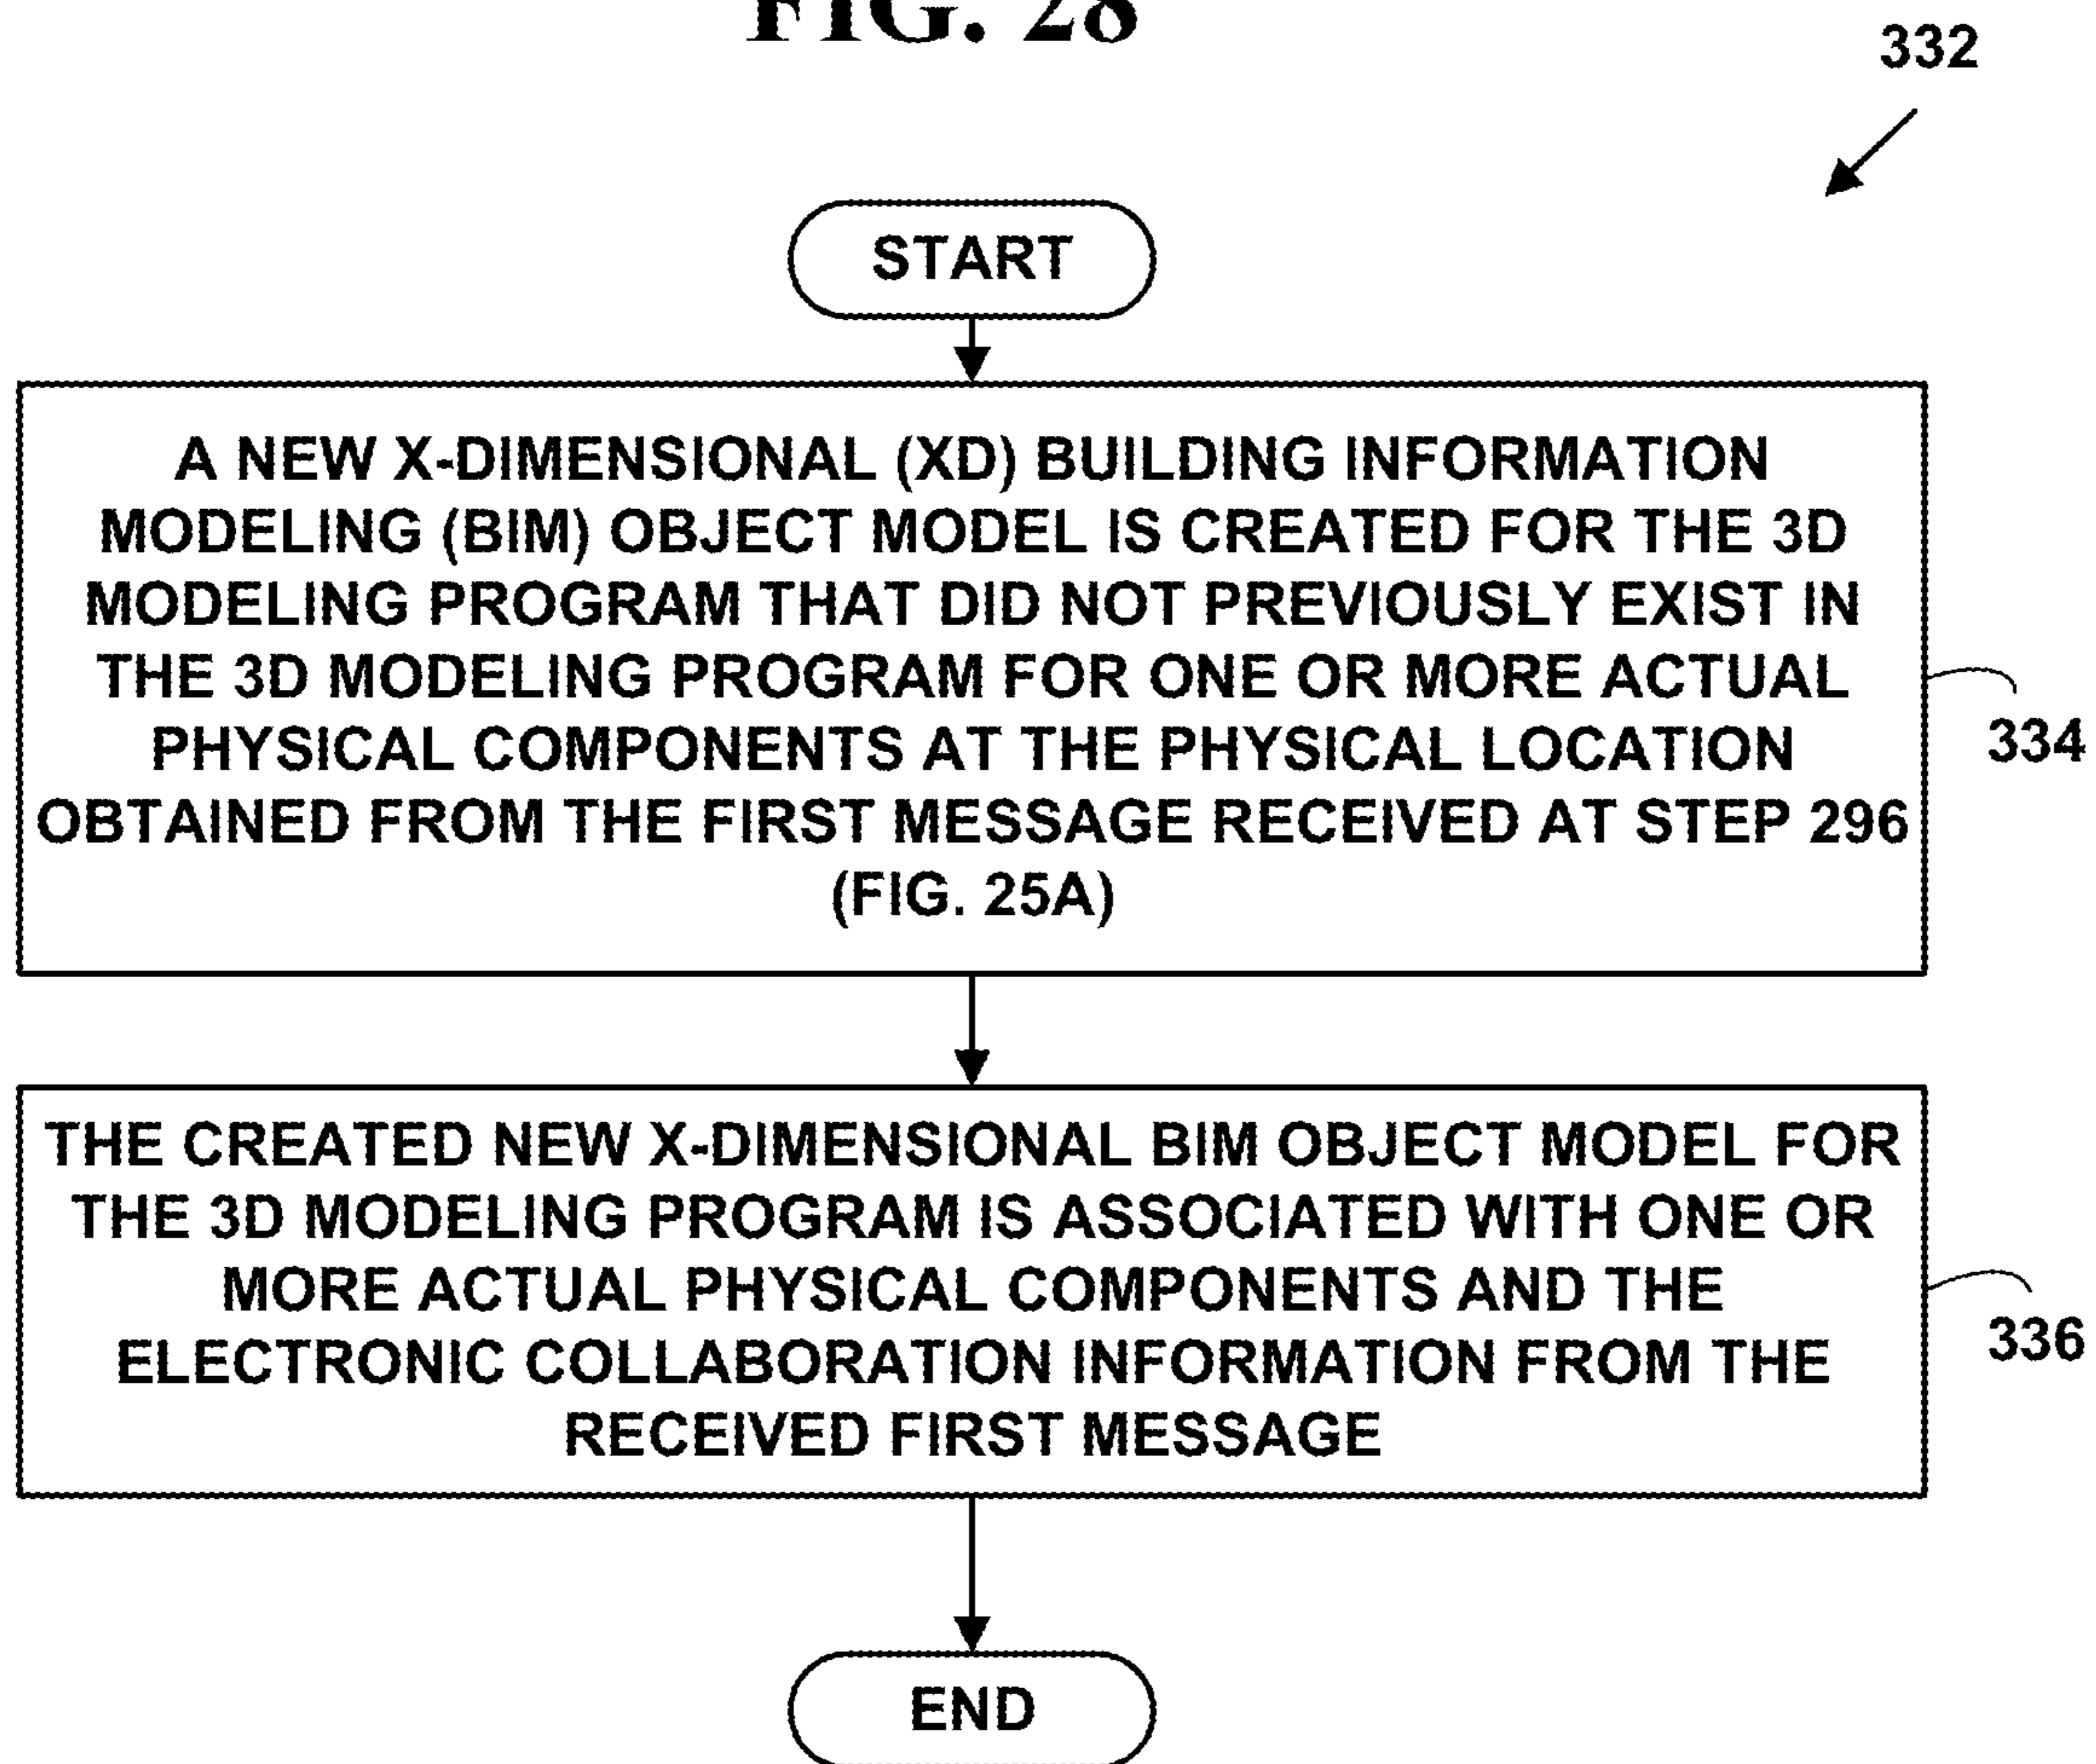 FIG. 28
332
START
A NEW X-DIMENSIONAL (XD) BUILDING INFORMATION
MODELING (BIM) OBJECT MODEL IS CREATED FOR THE 3D
MODELING PROGRAM THAT DID NOT PREVIOUSLY EXIST IN
THE 3D MODELING PROGRAM FOR ONE OR MORE ACTUAL
PHYSICAL COMPONENTS AT THE PHYSICAL LOCATION
OBTAINED FROM THE FIRST MESSAGE RECEIVED AT STEP 296
(FIG. 25A)
334
THE CREATED NEW X-DIMENSIONAL BIM OBJECT MODEL FOR
THE 3D MODELING PROGRAM IS ASSOCIATED WITH ONE OR
MORE ACTUAL PHYSICAL COMPONENTS AND THE
ELECTRONIC COLLABORATION INFORMATION FROM THE
RECEIVED FIRST MESSAGE
336
END